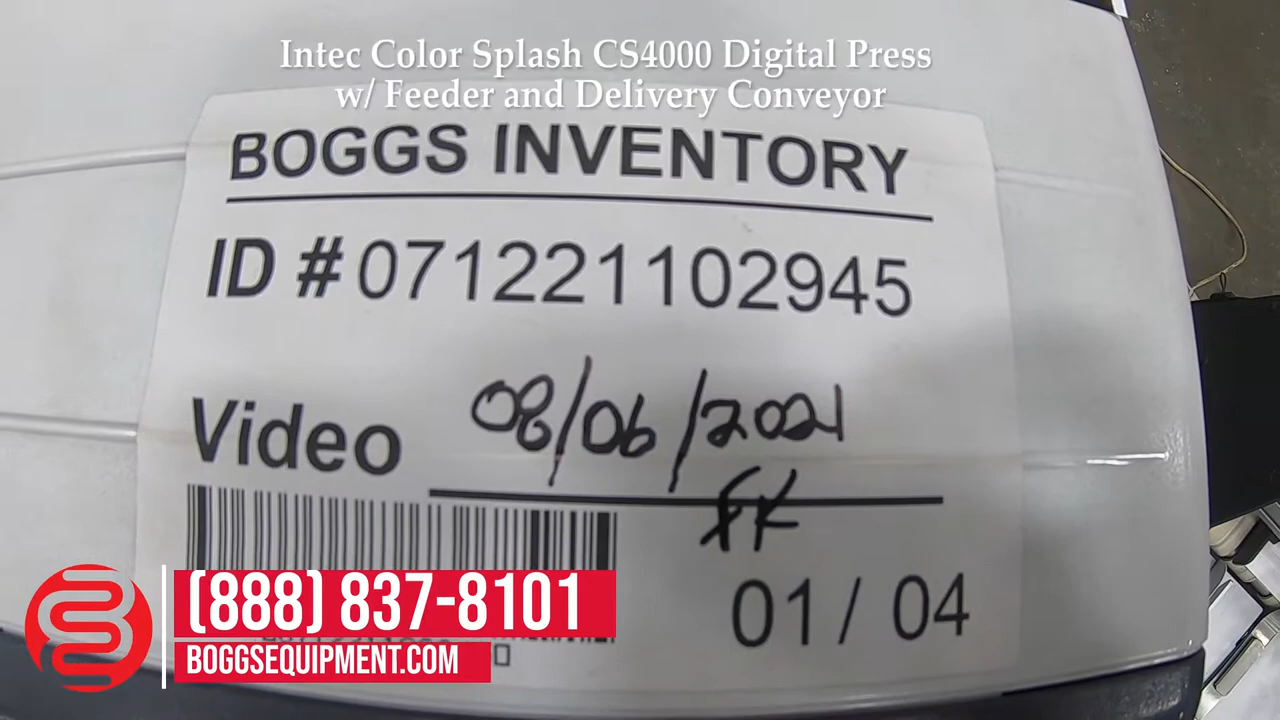 Intec Color Splash CS4000 Digital Press
w/ Feeder and Delivery Conveyor
BOGGS INVENTORY
ID #071221102945
Video 08/06/2021
FK
01 / 04
(888) 837-8101
BOGGSEQUIPMENT.COM